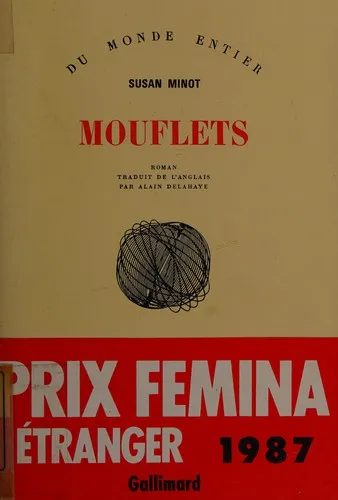 DU MONDE ENTIER
SUSAN MINOT
MOUFLETS
ROMAN
TRADUIT DE L'ANGLAIS
PAR ALAIN DELAHAYE
PRIX FEMINA
ÉTRANGER 1987
Gallimard